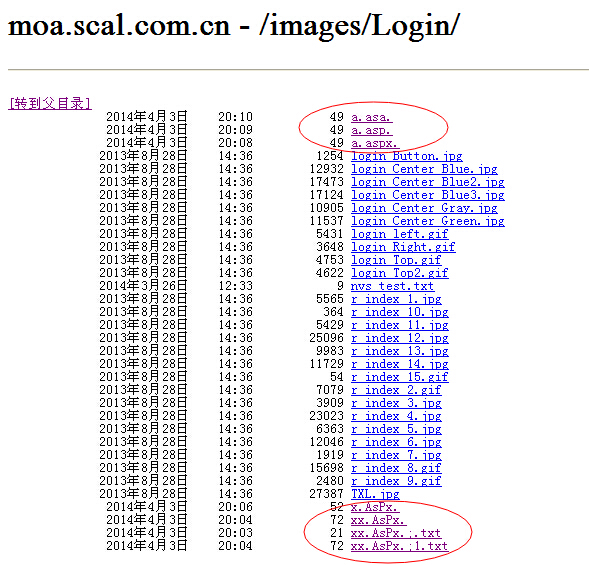 moa.scal.com.cn - /images/Login/
[转到父目录]
2014年4月3日 20:10 49 a.asa.
2014年4月3日 20:09 49 a.asp.
2014年4月3日 20:08 49 a.aspx.
2013年8月28日 14:36 1254 login_Button.jpg
2013年8月28日 14:36 12932 login_Center_Blue.jpg
2013年8月28日 14:36 17473 login_Center_Blue2.jpg
2013年8月28日 14:36 17124 login_Center_Blue3.jpg
2013年8月28日 14:36 10905 login_Center_Gray.jpg
2013年8月28日 14:36 11537 login_Center_Green.jpg
2013年8月28日 14:36 5431 login_left.gif
2013年8月28日 14:36 3648 login_Right.gif
2013年8月28日 14:36 4753 login_Top.gif
2013年8月28日 14:36 4622 login_Top2.gif
2014年3月26日 12:33 9 nvs_test.txt
2013年8月28日 14:36 5565 r_index_1.jpg
2013年8月28日 14:36 364 r_index_10.jpg
2013年8月28日 14:36 5429 r_index_11.jpg
2013年8月28日 14:36 25096 r_index_12.jpg
2013年8月28日 14:36 9983 r_index_13.jpg
2013年8月28日 14:36 11729 r_index_14.jpg
2013年8月28日 14:36 54 r_index_15.gif
2013年8月28日 14:36 7079 r_index_2.gif
2013年8月28日 14:36 3909 r_index_3.jpg
2013年8月28日 14:36 23023 r_index_4.jpg
2013年8月28日 14:36 6363 r_index_5.jpg
2013年8月28日 14:36 12046 r_index_6.jpg
2013年8月28日 14:36 1919 r_index_7.jpg
2013年8月28日 14:36 15698 r_index_8.gif
2013年8月28日 14:36 2480 r_index_9.gif
2013年8月28日 14:36 27387 TXL.jpg
2014年4月3日 20:06 52 x.AsPx.
2014年4月3日 20:04 72 xx.AsPx.
2014年4月3日 20:03 21 xx.AsPx.;.txt
2014年4月3日 20:04 72 xx.AsPx.;1.txt